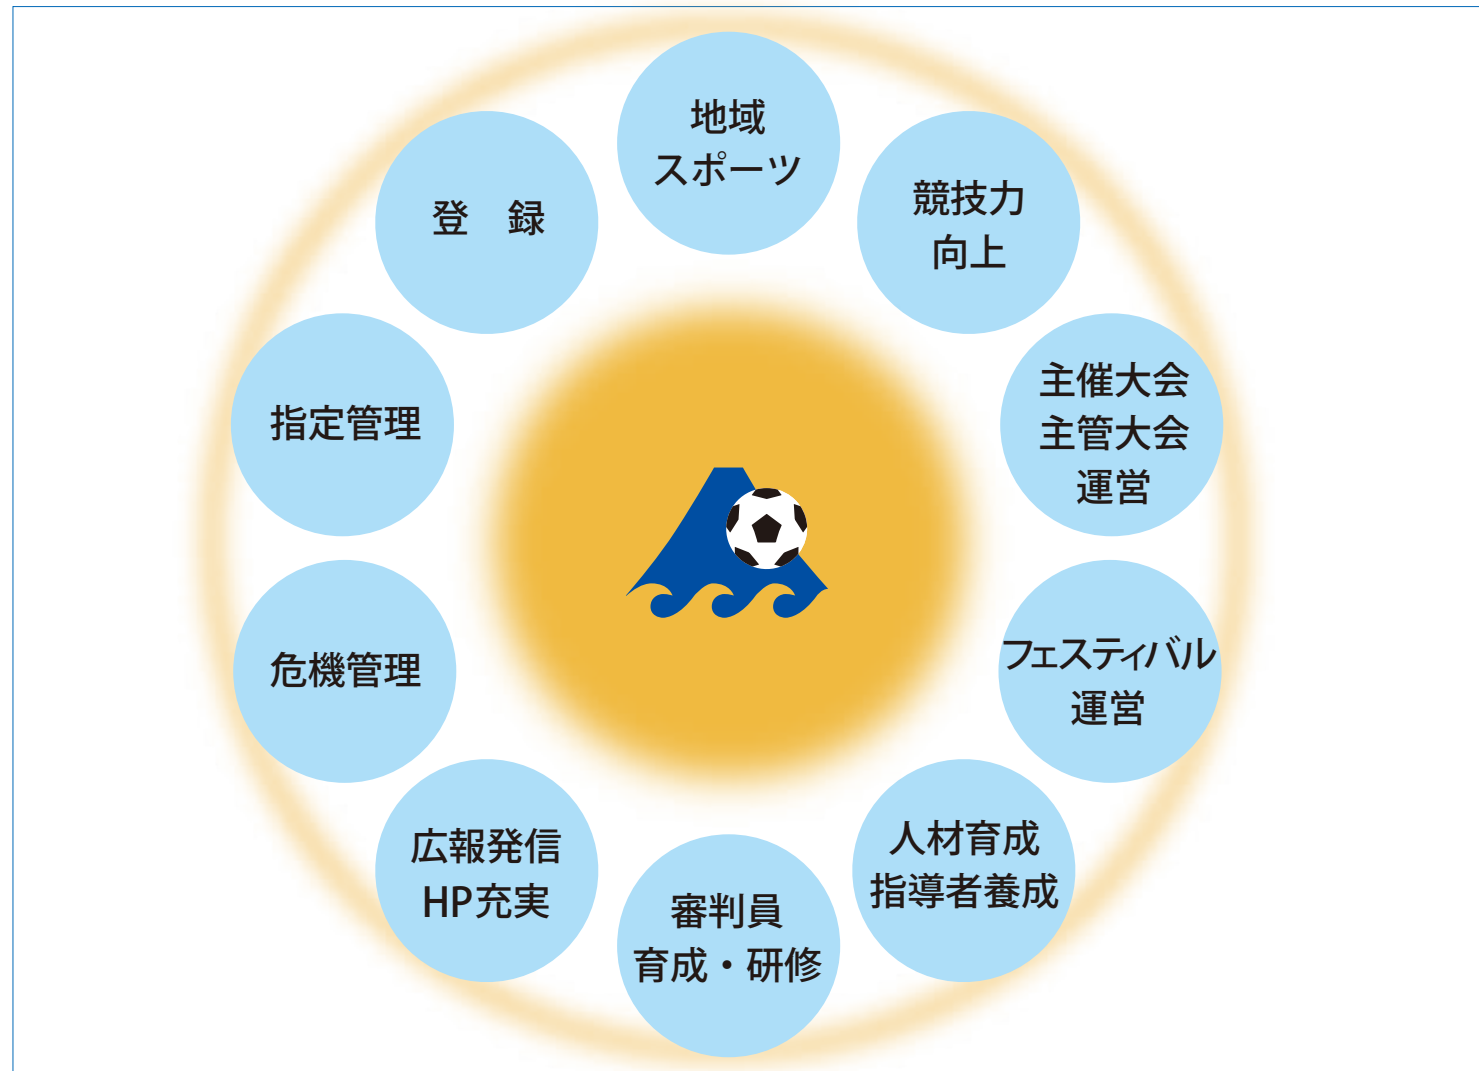 地域
スポーツ
競技力
向上
主催大会
主管大会
運営
フェスティバル
運営
人材育成
指導者養成
審判員
育成・研修
広報発信
HP充実
危機管理
指定管理
登　録